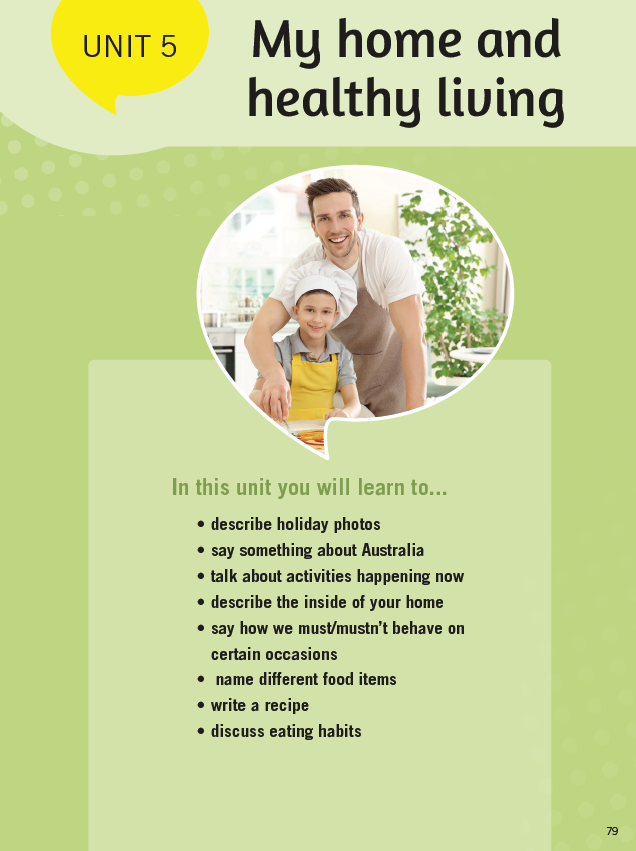 UNIT 5
My home and
healthy living
In this unit you will learn to...
• describe holiday photos
• say something about Australia
• talk about activities happening now
• describe the inside of your home
• say how we must/mustn't behave on
certain occasions
• name different food items
• write a recipe
• discuss eating habits
79